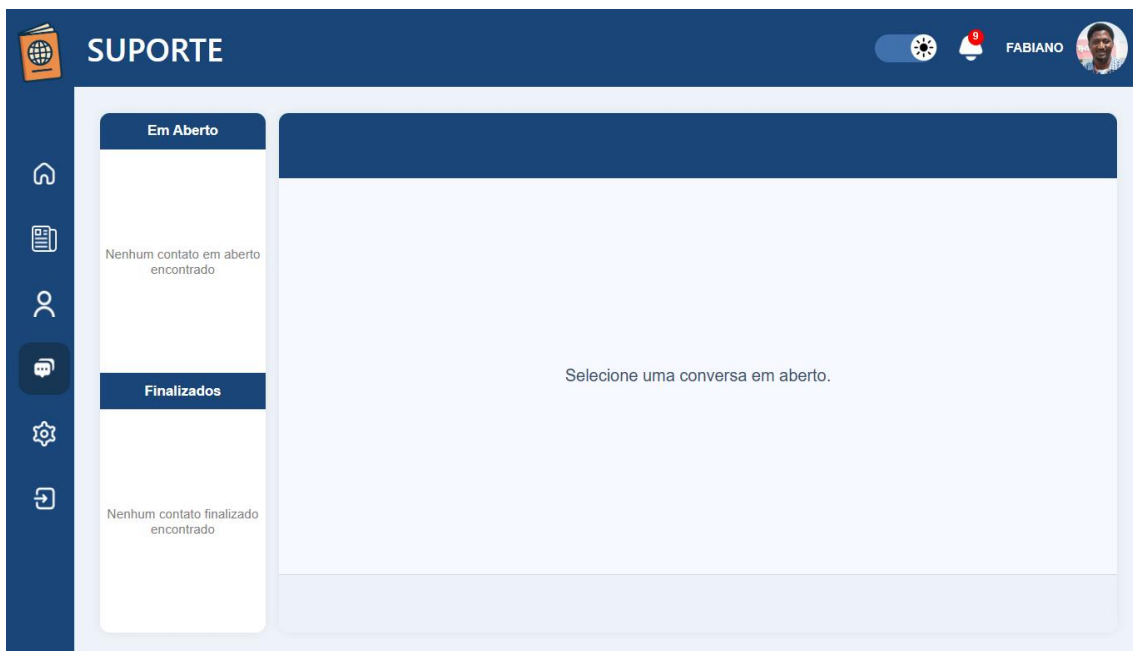 SUPORTE
9
FABIANO
Em Aberto
Nenhum contato em aberto
encontrado
Selecione uma conversa em aberto.
Finalizados
Nenhum contato finalizado
encontrado